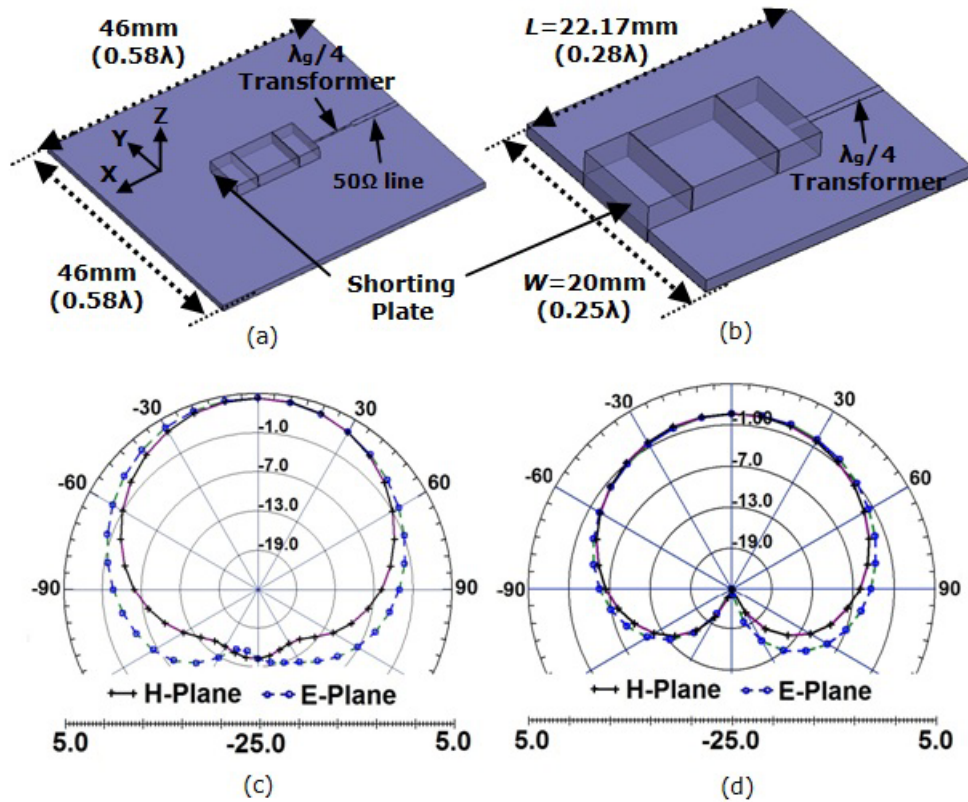 46mm
(0.58λ)
λg/4
Transformer
Z
Y
X
50Ω line
46mm
(0.58λ)
Shorting
Plate
(a)
L=22.17mm
(0.28λ)
λg/4
Transformer
W=20mm
(0.25λ)
(b)
-30
30
-60
60
-90
90
-1.0
-7.0
-13.0
-19.0
H-Plane E-Plane
5.0 -25.0 5.0
(c)
-30
30
-60
60
-90
90
-1.00
-7.0
-13.0
-19.0
H-Plane E-Plane
5.0 -25.0 5.0
(d)